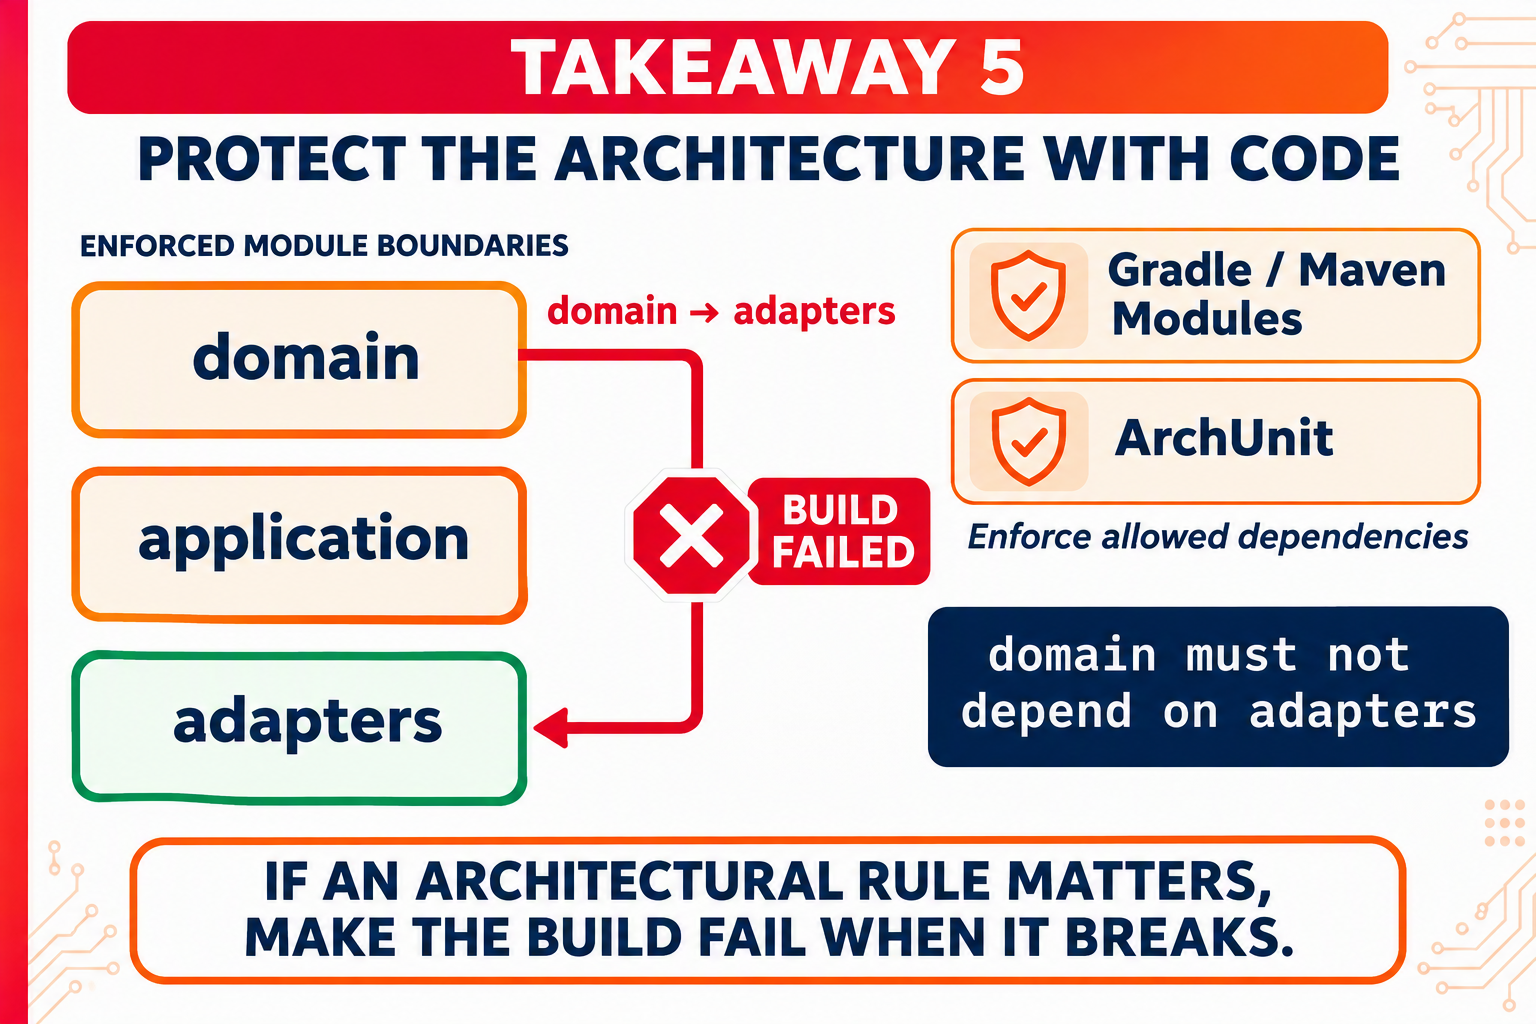 TAKEAWAY 5
PROTECT THE ARCHITECTURE WITH CODE
ENFORCED MODULE BOUNDARIES
domain
application
adapters
domain → adapters
BUILD
FAILED
Gradle / Maven
Modules
ArchUnit
Enforce allowed dependencies
domain must not
depend on adapters
IF AN ARCHITECTURAL RULE MATTERS,
MAKE THE BUILD FAIL WHEN IT BREAKS.